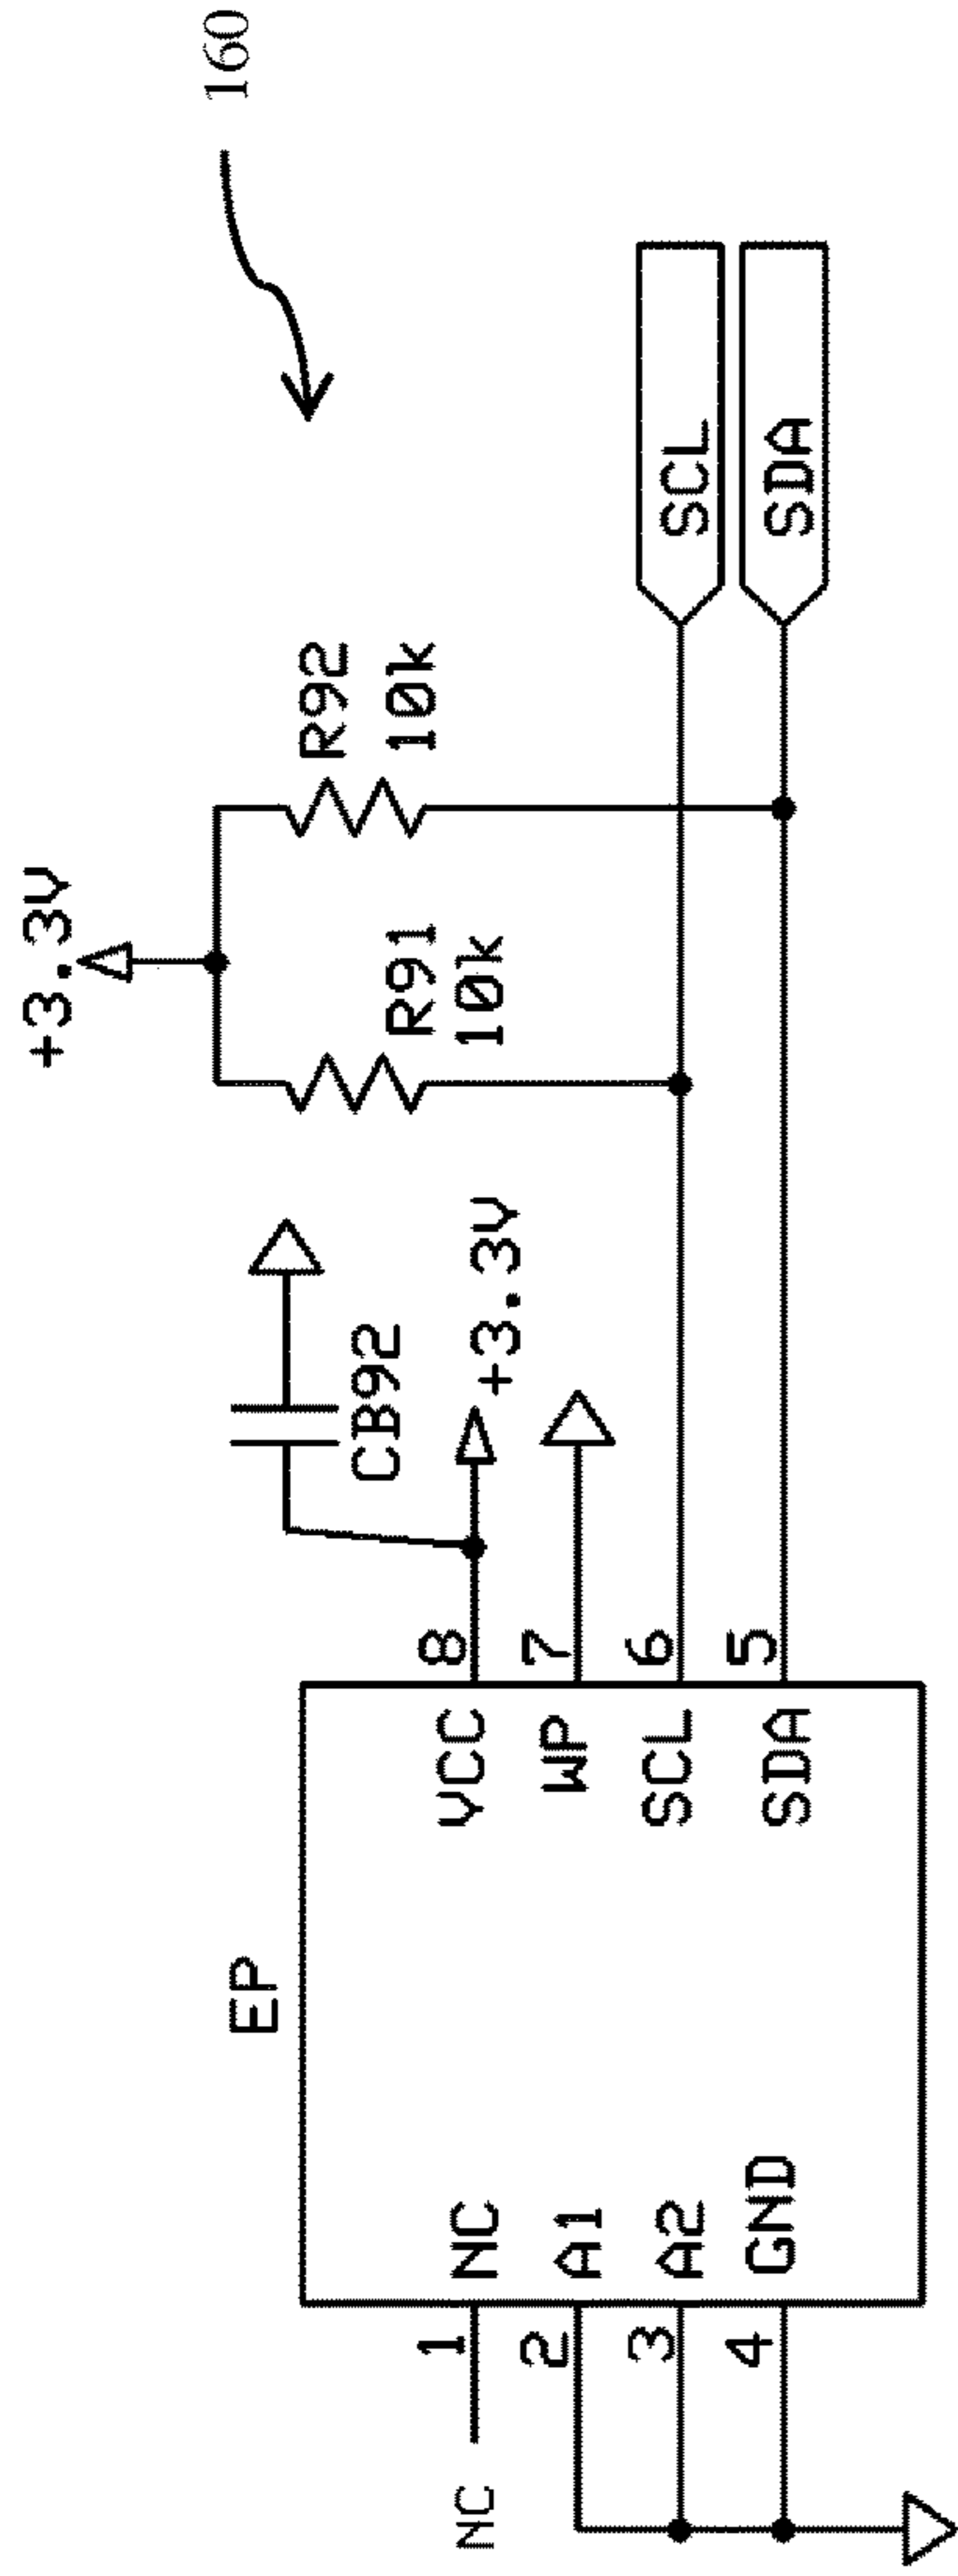 160
+3.3V
R92
10k
R91
10k
CB92
+3.3V
EP
1 NC
NC
2 A1
3 A2
4 GND
VCC 8
WP 7
SCL 6
SDA 5
SCL
SDA